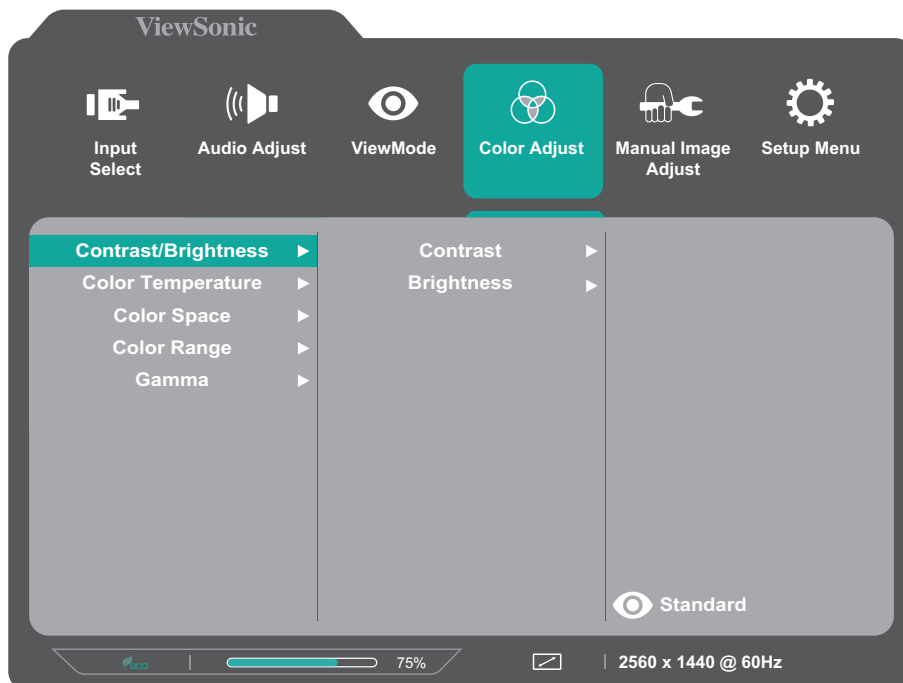 ViewSonic
Input Select
Audio Adjust
ViewMode
Color Adjust
Manual Image Adjust
Setup Menu
Contrast/Brightness
Color Temperature
Color Space
Color Range
Gamma
Contrast
Brightness
Standard
eco
75%
2560 x 1440 @ 60Hz